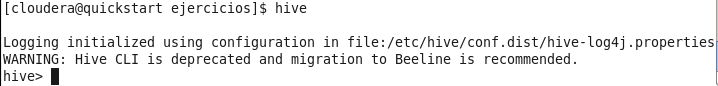 [cloudera@quickstart ejercicios]$ hive
Logging initialized using configuration in file:/etc/hive/conf.dist/hive-log4j.properties
WARNING: Hive CLI is deprecated and migration to Beeline is recommended.
hive>